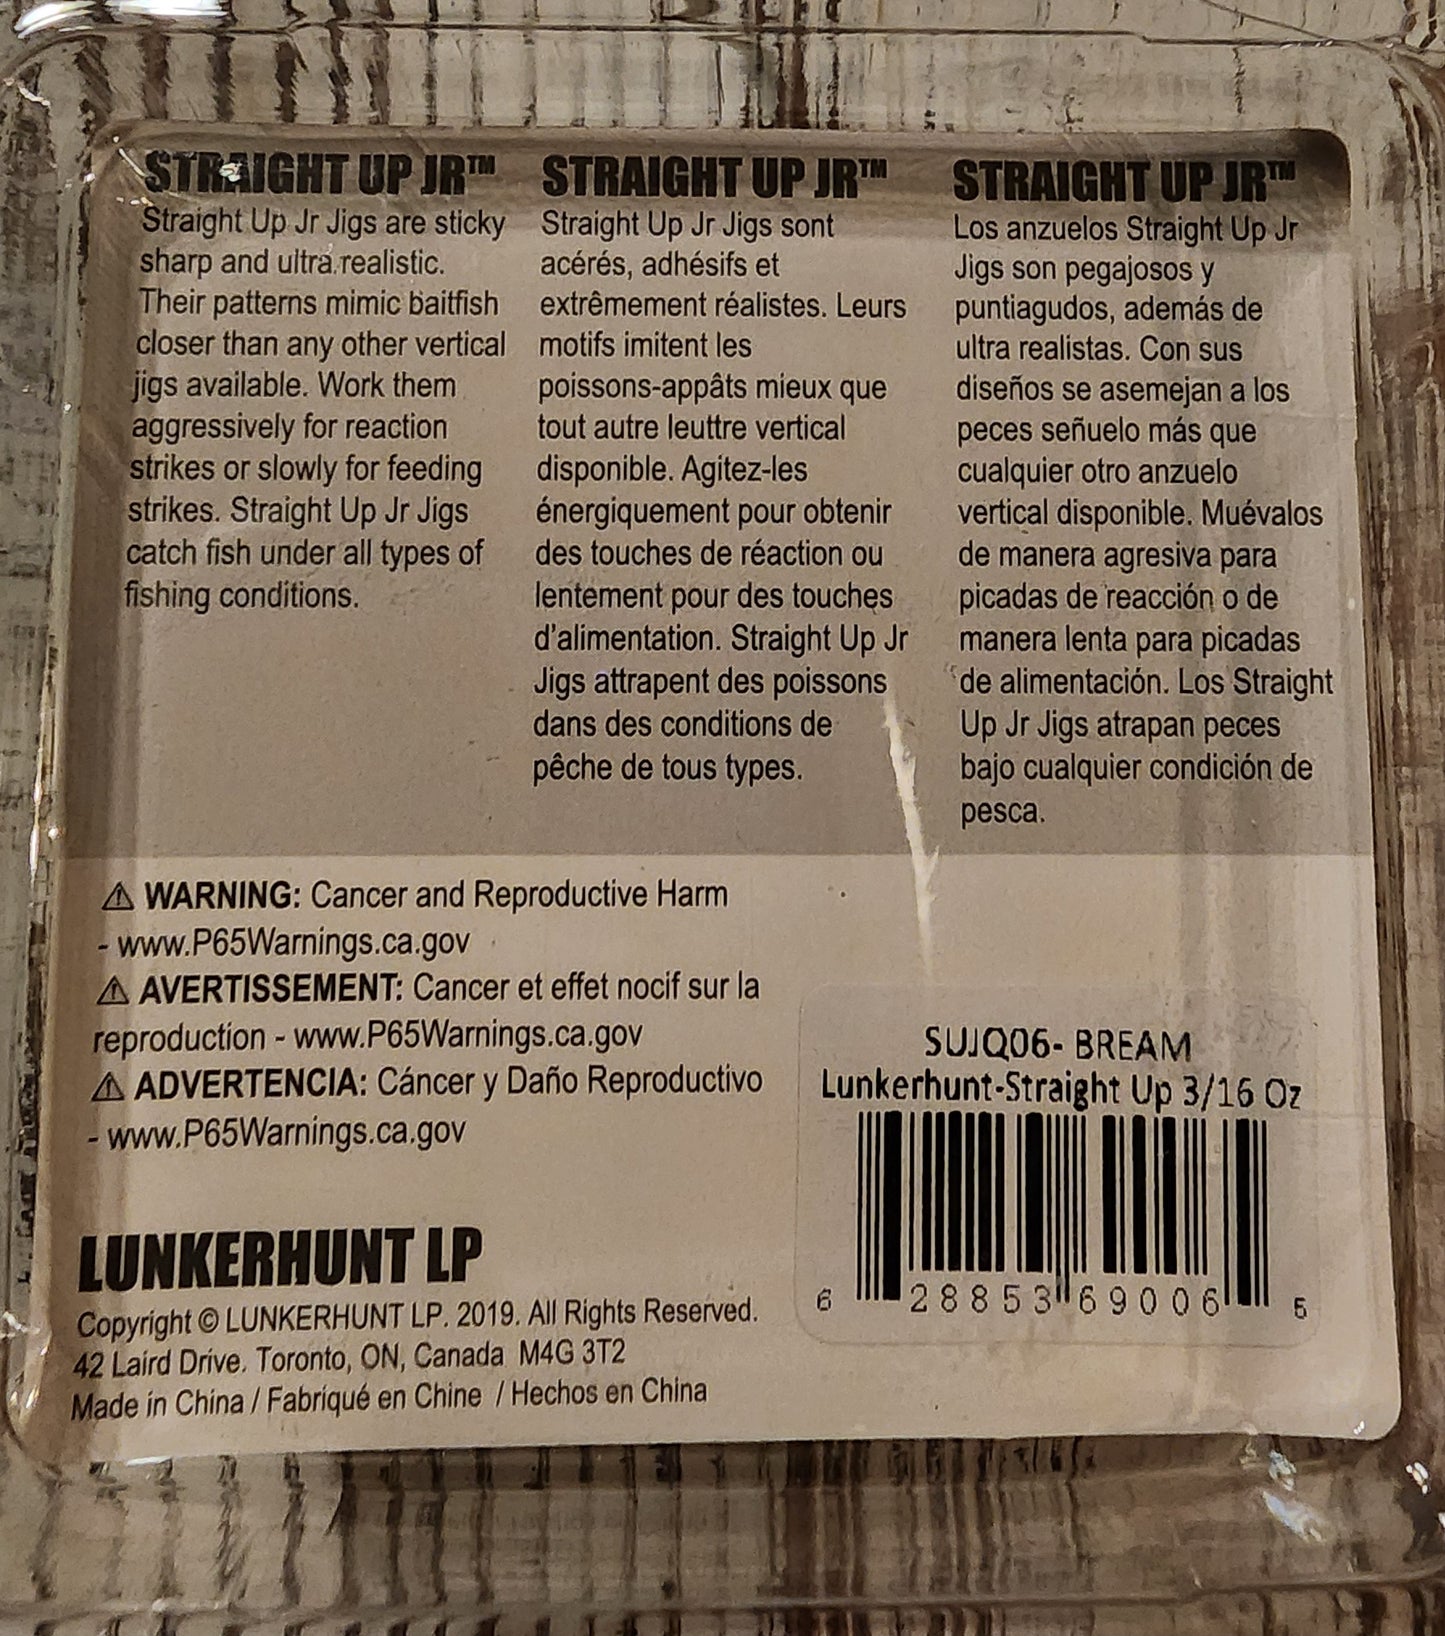 STRAIGHT UP JR™
Straight Up Jr Jigs are sticky
sharp and ultra realistic.
Their patterns mimic baitfish
closer than any other vertical
jigs available. Work them
aggressively for reaction
strikes or slowly for feeding
strikes. Straight Up Jr Jigs
catch fish under all types of
fishing conditions.
STRAIGHT UP JR™
Straight Up Jr Jigs sont
acérés, adhésifs et
extrêmement réalistes. Leurs
motifs imitent les
poissons-appâts mieux que
tout autre leuttre vertical
disponible. Agitez-les
énergiquement pour obtenir
des touches de réaction ou
lentement pour des touches
d'alimentation. Straight Up Jr
Jigs attrapent des poissons
dans des conditions de
pêche de tous types.
STRAIGHT UP JR™
Los anzuelos Straight Up Jr
Jigs son pegajosos y
puntiagudos, además de
ultra realistas. Con sus
diseños se asemejan a los
peces señuelo más que
cualquier otro anzuelo
vertical disponible. Muévalos
de manera agresiva para
picadas de reacción o de
manera lenta para picadas
de alimentación. Los Straight
Up Jr Jigs atrapan peces
bajo cualquier condición de
pesca.
⚠ WARNING: Cancer and Reproductive Harm
- www.P65Warnings.ca.gov
⚠ AVERTISSEMENT: Cancer et effet nocif sur la
reproduction - www.P65Warnings.ca.gov
⚠ ADVERTENCIA: Cáncer y Daño Reproductivo
- www.P65Warnings.ca.gov
LUNKERHUNT LP
Copyright © LUNKERHUNT LP. 2019. All Rights Reserved.
42 Laird Drive. Toronto, ON, Canada M4G 3T2
Made in China / Fabriqué en Chine / Hechos en China
SUJQ06- BREAM
Lunkerhunt-Straight Up 3/16 Oz
6 28853 69006 5